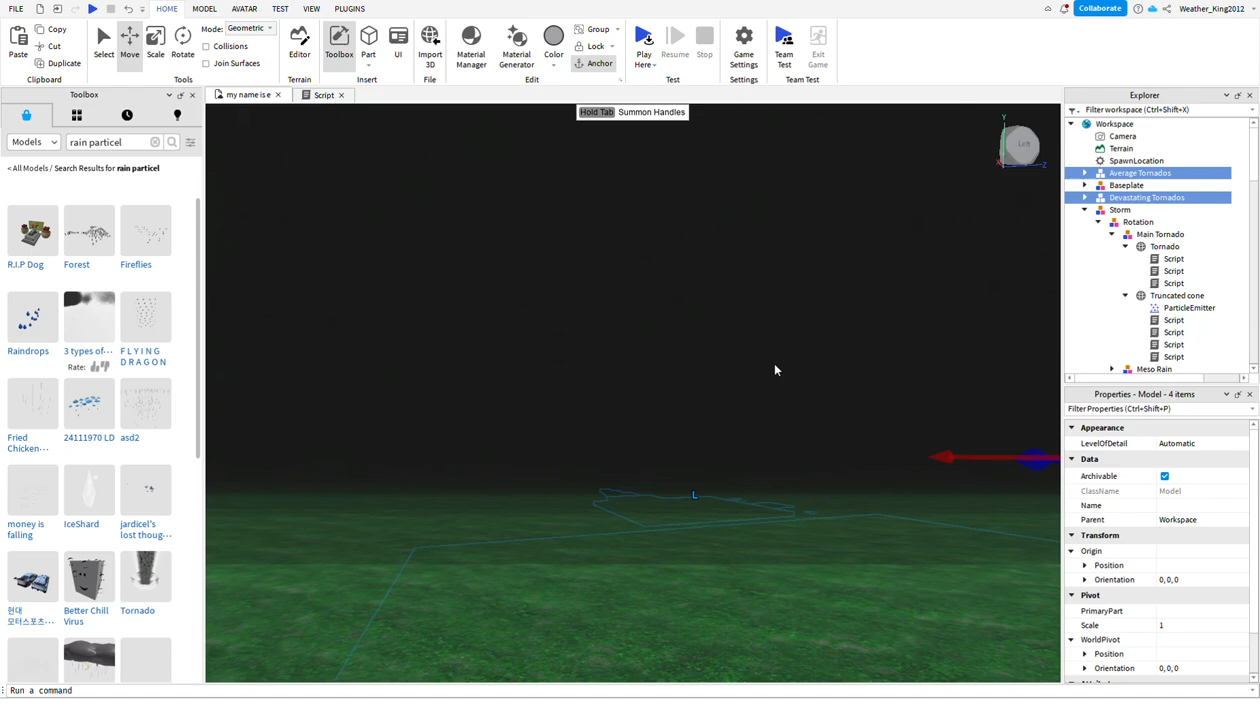 FILE HOME MODEL AVATAR TEST VIEW PLUGINS Collaborate Weather_King2012
Copy Cut Duplicate Paste Clipboard
Select Move Scale Rotate Mode: Geometric Collisions Join Surfaces Tools
Editor Terrain
Toolbox Part UI Insert
Import 3D File
Material Manager Material Generator Color Group Lock Anchor Edit
Play Here Resume Stop Test
Game Settings Settings
Team Test Exit Game Team Test
Toolbox
my name is e Script
Models rain particel
< All Models / Search Results for rain particel
R.I.P Dog Forest Fireflies
Raindrops 3 types of··· F L Y I N G D R A G O N
Rate:
Fried Chicken··· 24111970 LD asd2
money is falling IceShard jardicel's lost thoug···
현대 모터스포츠··· Better Chill Virus Tornado
Hold Tab Summon Handles
Y
Left
X Z
L
Explorer
Filter workspace (Ctrl+Shift+X)
Workspace
Camera
Terrain
SpawnLocation
Average Tornados
Baseplate
Devastating Tornados
Storm
Rotation
Main Tornado
Tornado
Script
Script
Script
Truncated cone
ParticleEmitter
Script
Script
Script
Script
Meso Rain
Properties - Model - 4 items
Filter Properties (Ctrl+Shift+P)
Appearance
LevelOfDetail Automatic
Data
Archivable
ClassName Model
Name
Parent Workspace
Transform
Origin
Position
Orientation 0,0,0
Pivot
PrimaryPart
Scale 1
WorldPivot
Position
Orientation 0,0,0
Run a command